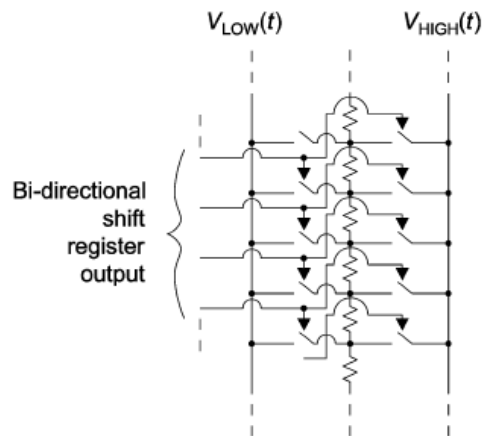 V_LOW(t) V_HIGH(t)
Bi-directional
shift
register
output